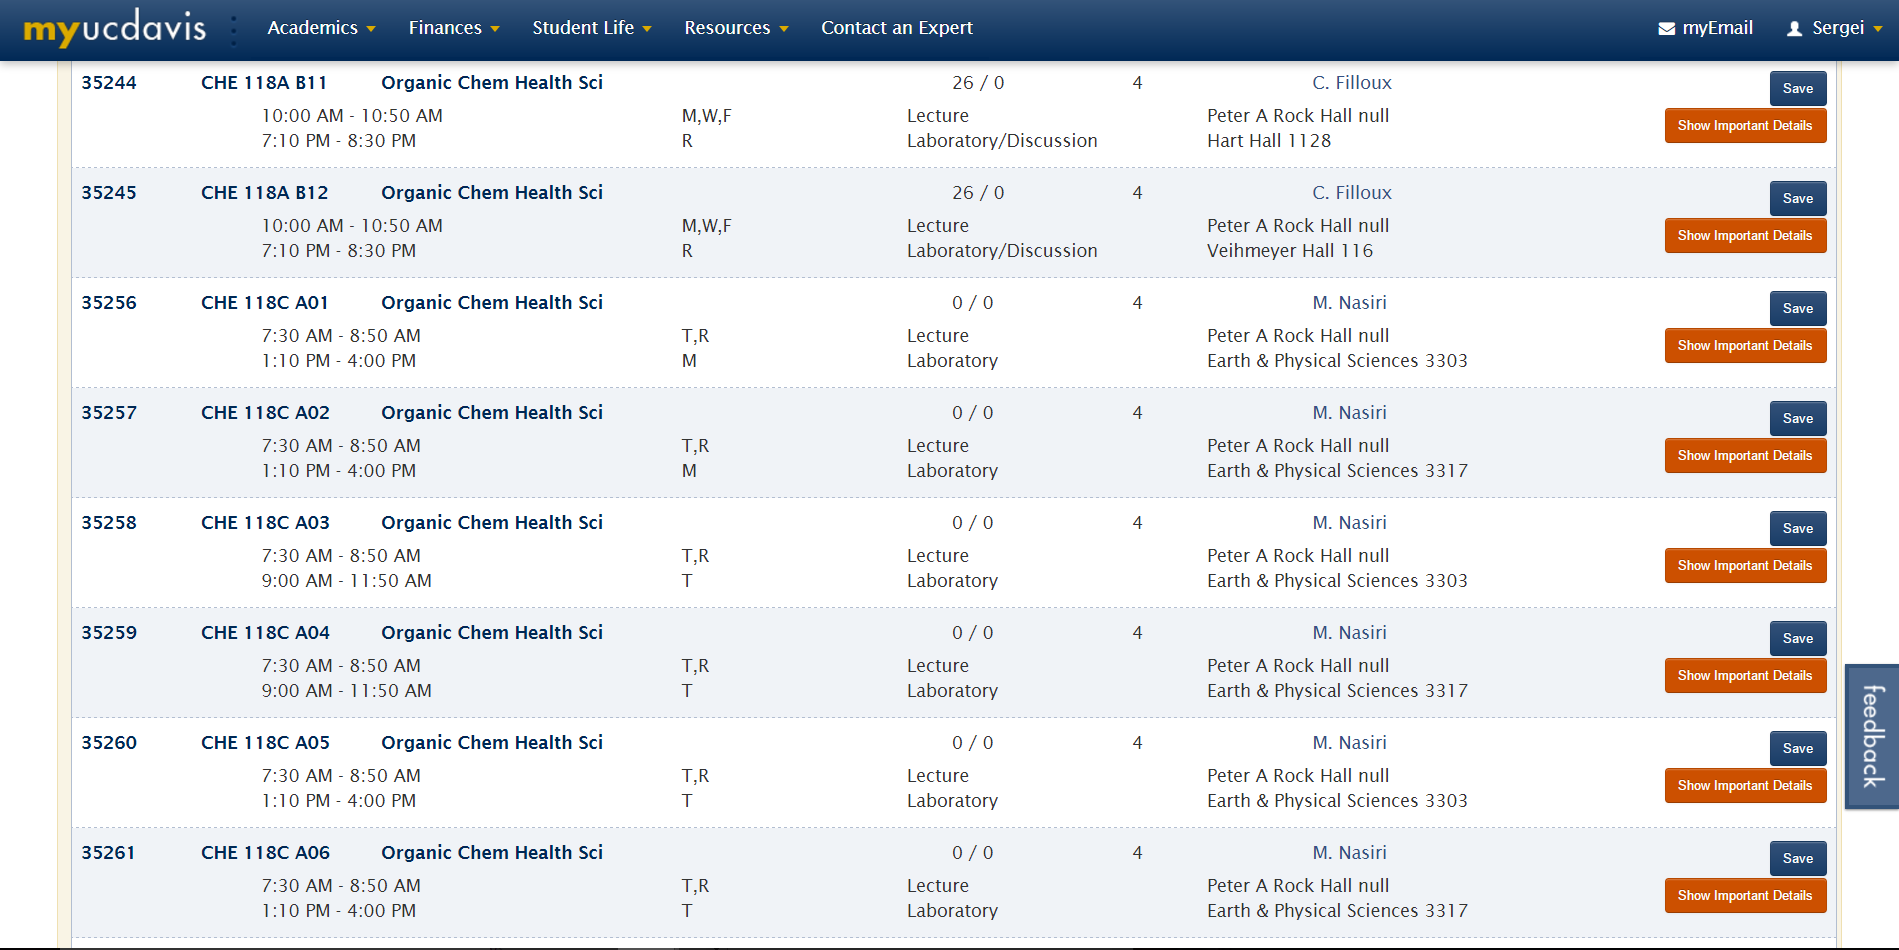 myucdavis Academics Finances Student Life Resources Contact an Expert myEmail Sergei
35244 CHE 118A B11 Organic Chem Health Sci 26 / 0 4 C. Filloux Save
10:00 AM - 10:50 AM M,W,F Lecture Peter A Rock Hall null Show Important Details
7:10 PM - 8:30 PM R Laboratory/Discussion Hart Hall 1128
35245 CHE 118A B12 Organic Chem Health Sci 26 / 0 4 C. Filloux Save
10:00 AM - 10:50 AM M,W,F Lecture Peter A Rock Hall null Show Important Details
7:10 PM - 8:30 PM R Laboratory/Discussion Veihmeyer Hall 116
35256 CHE 118C A01 Organic Chem Health Sci 0 / 0 4 M. Nasiri Save
7:30 AM - 8:50 AM T,R Lecture Peter A Rock Hall null Show Important Details
1:10 PM - 4:00 PM M Laboratory Earth & Physical Sciences 3303
35257 CHE 118C A02 Organic Chem Health Sci 0 / 0 4 M. Nasiri Save
7:30 AM - 8:50 AM T,R Lecture Peter A Rock Hall null Show Important Details
1:10 PM - 4:00 PM M Laboratory Earth & Physical Sciences 3317
35258 CHE 118C A03 Organic Chem Health Sci 0 / 0 4 M. Nasiri Save
7:30 AM - 8:50 AM T,R Lecture Peter A Rock Hall null Show Important Details
9:00 AM - 11:50 AM T Laboratory Earth & Physical Sciences 3303
35259 CHE 118C A04 Organic Chem Health Sci 0 / 0 4 M. Nasiri Save
7:30 AM - 8:50 AM T,R Lecture Peter A Rock Hall null Show Important Details
9:00 AM - 11:50 AM T Laboratory Earth & Physical Sciences 3317
35260 CHE 118C A05 Organic Chem Health Sci 0 / 0 4 M. Nasiri Save
7:30 AM - 8:50 AM T,R Lecture Peter A Rock Hall null Show Important Details
1:10 PM - 4:00 PM T Laboratory Earth & Physical Sciences 3303
35261 CHE 118C A06 Organic Chem Health Sci 0 / 0 4 M. Nasiri Save
7:30 AM - 8:50 AM T,R Lecture Peter A Rock Hall null Show Important Details
1:10 PM - 4:00 PM T Laboratory Earth & Physical Sciences 3317
feedback